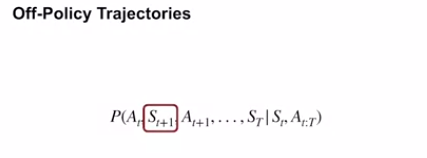 Off-Policy Trajectories
P(A_t, S_{t+1}, A_{t+1}, . . . , S_T | S_t, A_{t:T})